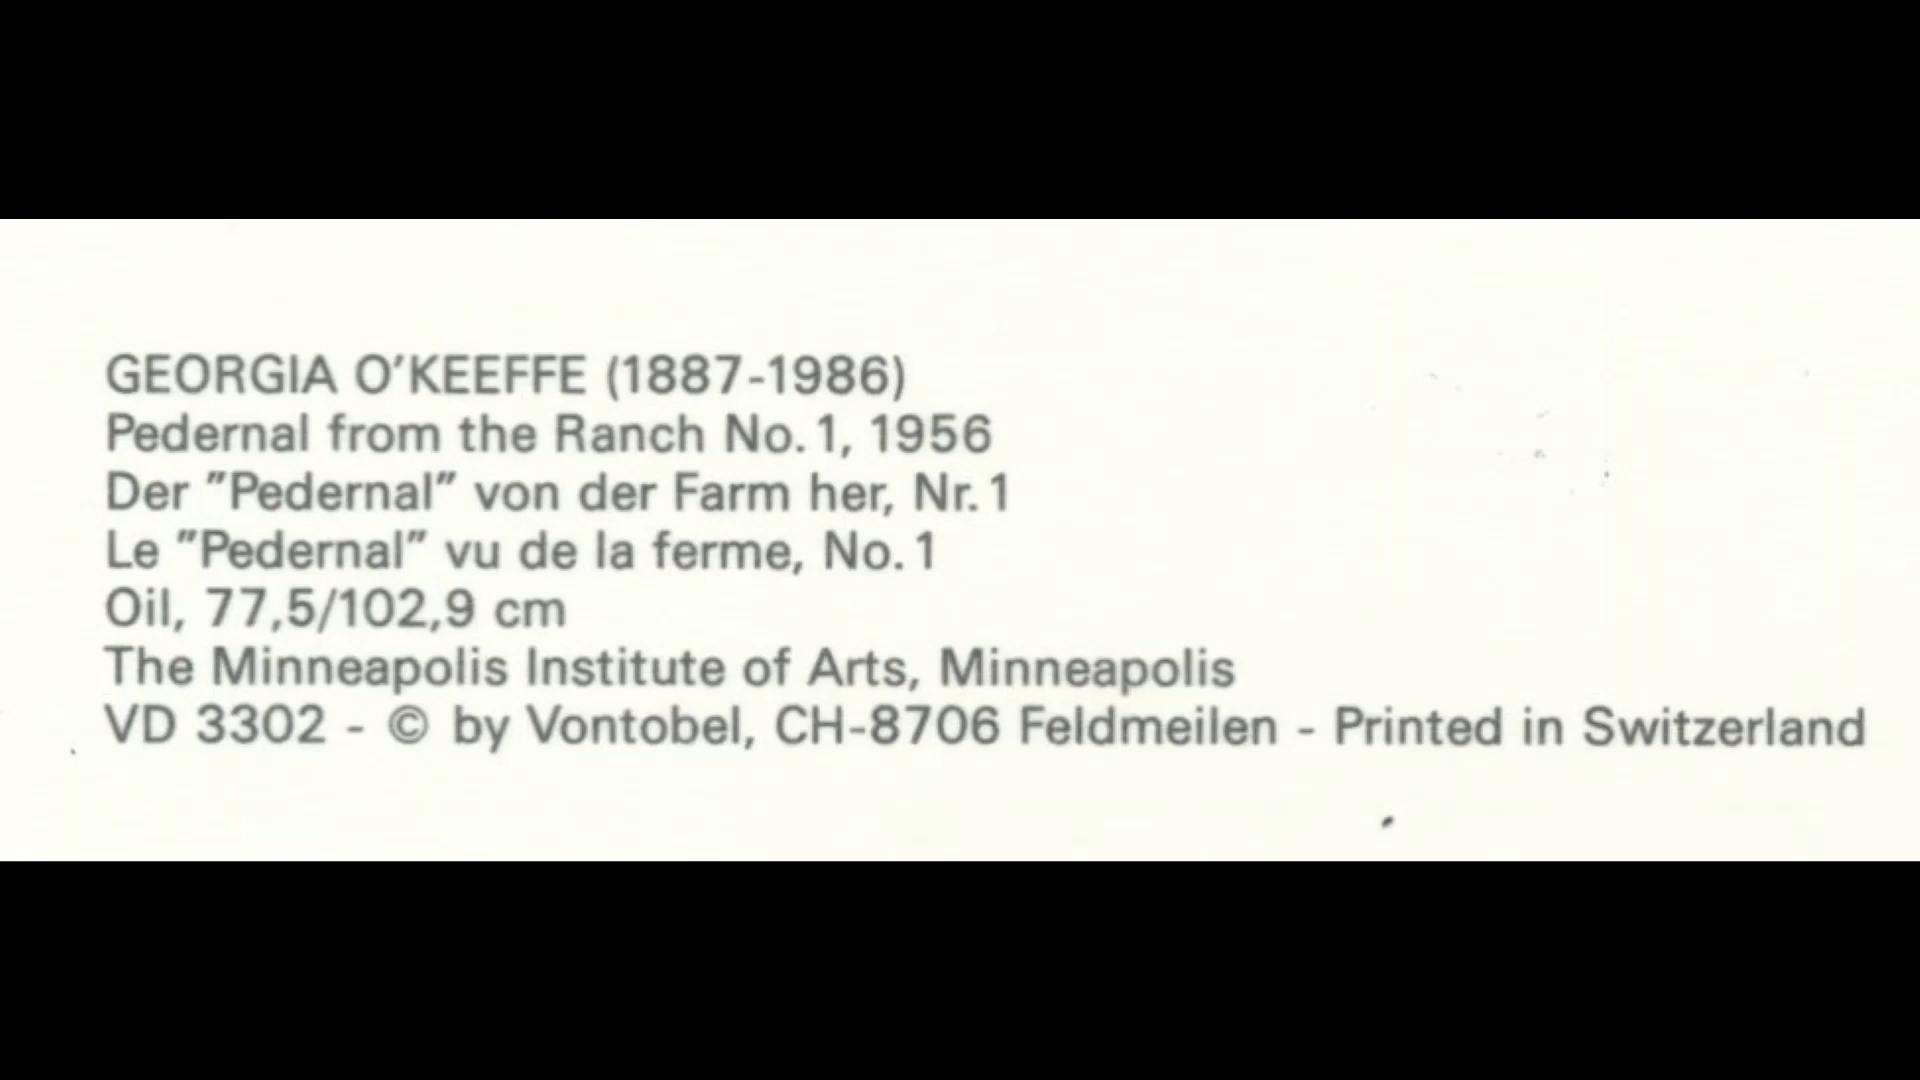 GEORGIA O'KEEFFE (1887-1986)
Pedernal from the Ranch No. 1, 1956
Der "Pedernal" von der Farm her, Nr. 1
Le "Pedernal" vu de la ferme, No. 1
Oil, 77,5/102,9 cm
The Minneapolis Institute of Arts, Minneapolis
VD 3302 - © by Vontobel, CH-8706 Feldmeilen - Printed in Switzerland